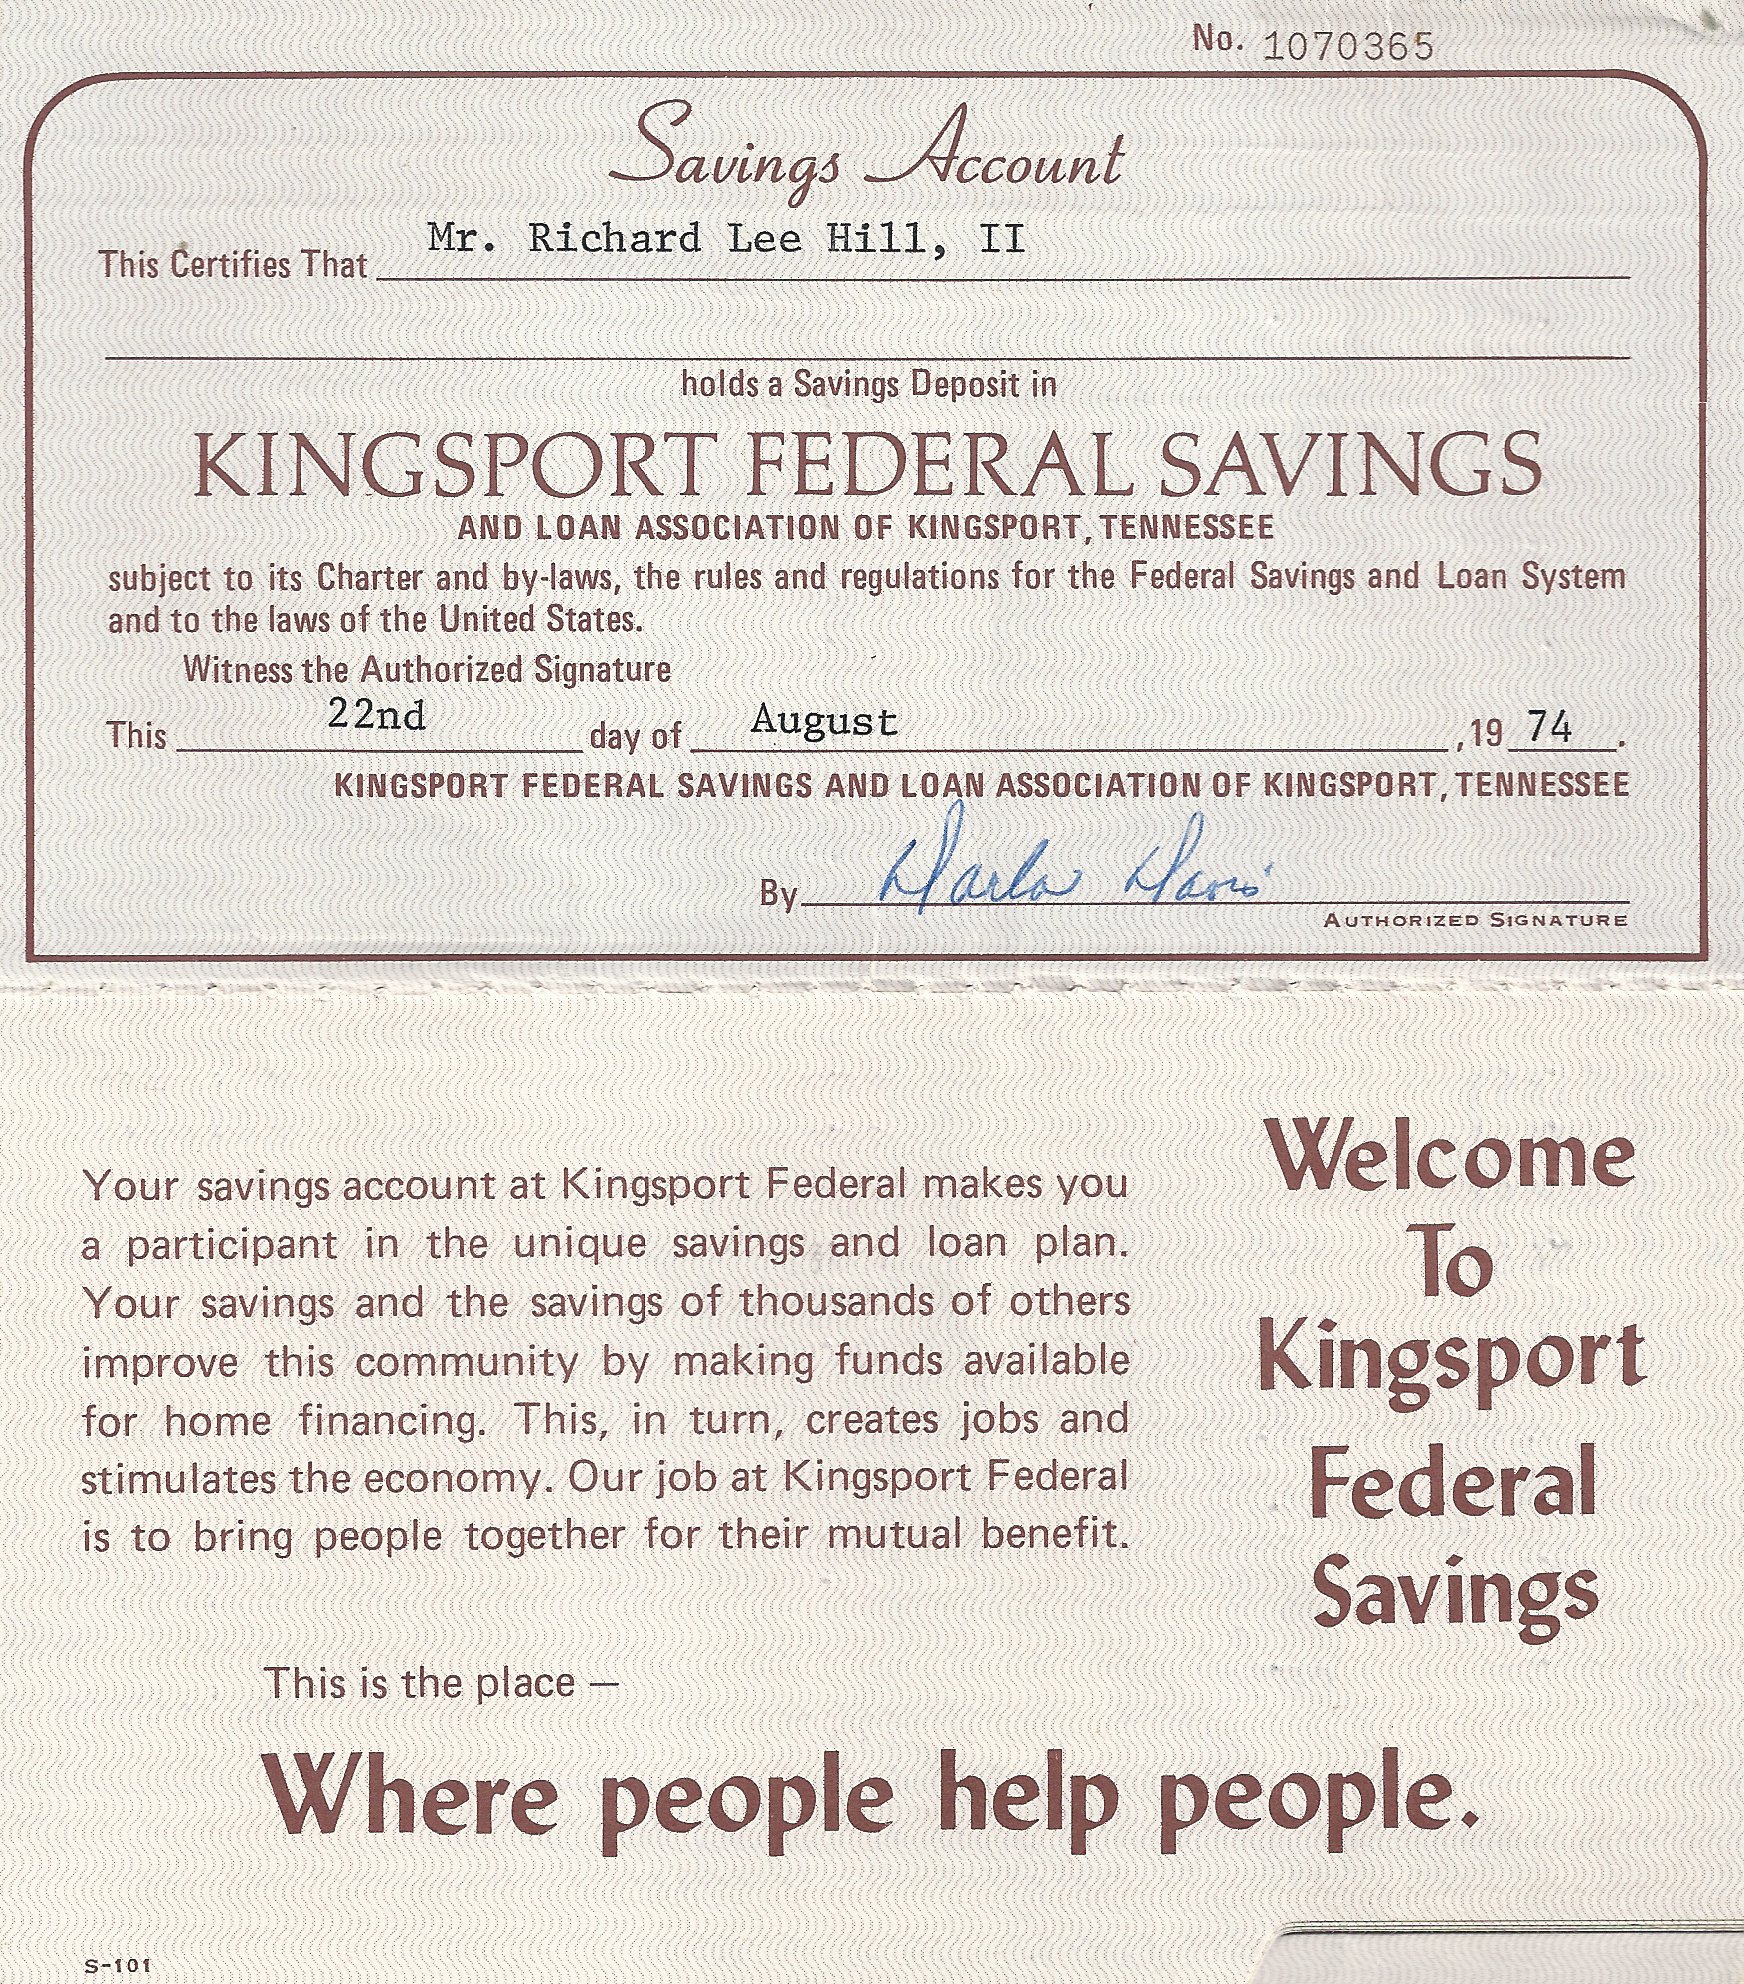 No. 1070365
Savings Account
This Certifies That Mr. Richard Lee Hill, II
holds a Savings Deposit in
KINGSPORT FEDERAL SAVINGS
AND LOAN ASSOCIATION OF KINGSPORT, TENNESSEE
subject to its Charter and by-laws, the rules and regulations for the Federal Savings and Loan System
and to the laws of the United States.
Witness the Authorized Signature
This 22nd day of August , 19 74 .
KINGSPORT FEDERAL SAVINGS AND LOAN ASSOCIATION OF KINGSPORT, TENNESSEE
By Darla Davis
AUTHORIZED SIGNATURE
Your savings account at Kingsport Federal makes you
a participant in the unique savings and loan plan.
Your savings and the savings of thousands of others
improve this community by making funds available
for home financing. This, in turn, creates jobs and
stimulates the economy. Our job at Kingsport Federal
is to bring people together for their mutual benefit.
Welcome
To
Kingsport
Federal
Savings
This is the place —
Where people help people.
S-101